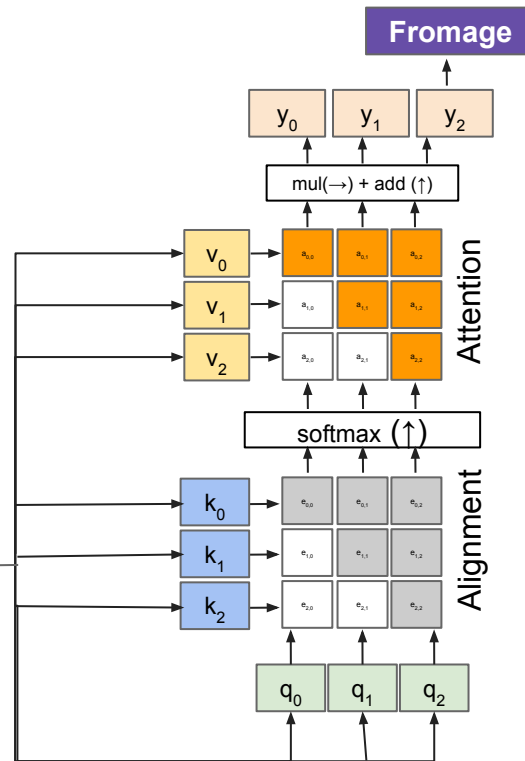 Fromage
y0 y1 y2
mul(→) + add (↑)
v0 a0,0 a0,1 a0,2
v1 a1,0 a1,1 a1,2
v2 a2,0 a2,1 a2,2
Attention
softmax (↑)
k0 e0,0 e0,1 e0,2
k1 e1,0 e1,1 e1,2
k2 e2,0 e2,1 e2,2
Alignment
q0 q1 q2